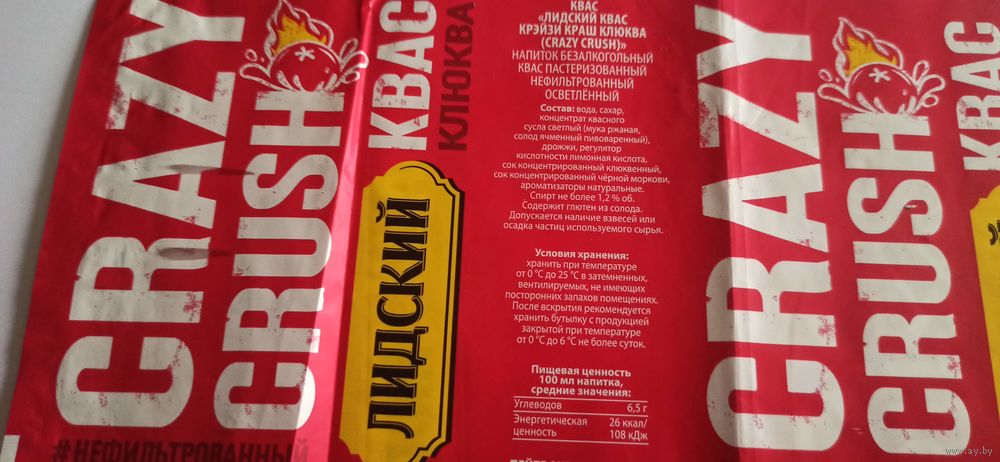 CRAZY
CRUSH
#НЕФИЛЬТРОВАННЫЙ
КВАС
КЛЮКВА
ЛИДСКИЙ
КВАС
«ЛИДСКИЙ КВАС
КРЭЙЗИ КРАШ КЛЮКВА
(CRAZY CRUSH)»
НАПИТОК БЕЗАЛКОГОЛЬНЫЙ
КВАС ПАСТЕРИЗОВАННЫЙ
НЕФИЛЬТРОВАННЫЙ
ОСВЕТЛЁННЫЙ
Состав: вода, сахар,
концентрат квасного
сусла светлый (мука ржаная,
солод ячменный пивоваренный),
дрожжи, регулятор
кислотности лимонная кислота,
сок концентрированный клюквенный,
сок концентрированный чёрной моркови,
ароматизаторы натуральные.
Спирт не более 1,2 % об.
Содержит глютен из солода.
Допускается наличие взвесей или
осадка частиц используемого сырья.
Условия хранения:
хранить при температуре
от 0 °С до 25 °С в затемненных,
вентилируемых, не имеющих
посторонних запахов помещениях.
После вскрытия рекомендуется
хранить бутылку с продукцией
закрытой при температуре
от 0 °С до 6 °С не более суток.
Пищевая ценность
100 мл напитка,
средние значения:
Углеводов 6,5 г
Энергетическая 26 ккал/
ценность 108 кДж
CRAZY
CRUSH
КВАС
www.ay.by